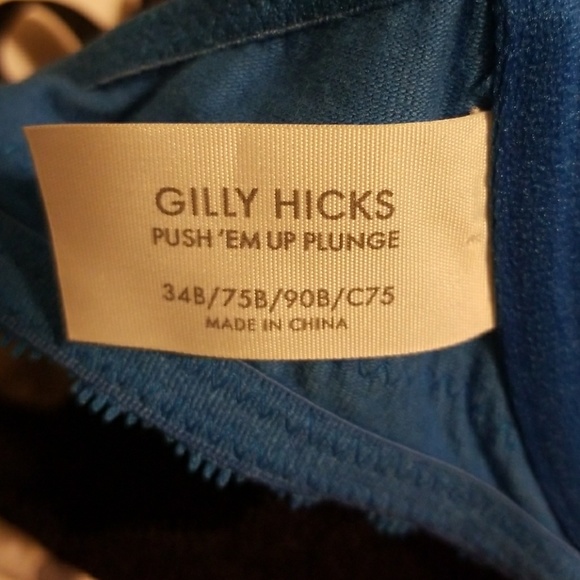 GILLY HICKS
PUSH 'EM UP PLUNGE
34B/75B/90B/C75
MADE IN CHINA